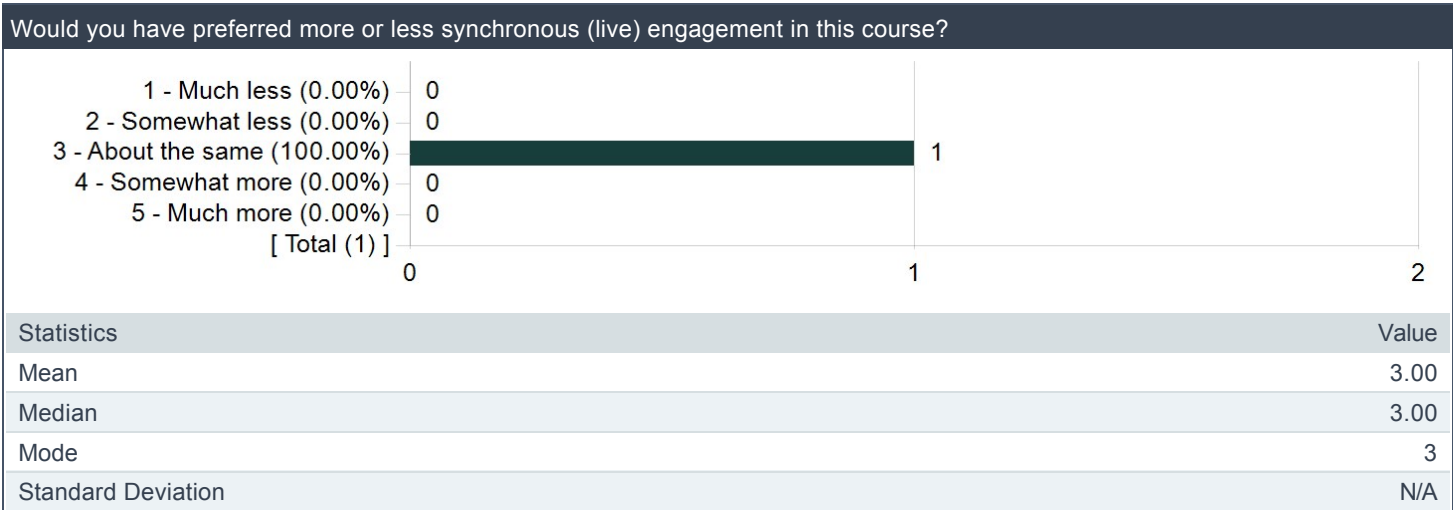 Would you have preferred more or less synchronous (live) engagement in this course?
1 - Much less (0.00%) 0
2 - Somewhat less (0.00%) 0
3 - About the same (100.00%) 1
4 - Somewhat more (0.00%) 0
5 - Much more (0.00%) 0
[ Total (1) ]
0 1 2
Statistics Value
Mean 3.00
Median 3.00
Mode 3
Standard Deviation N/A